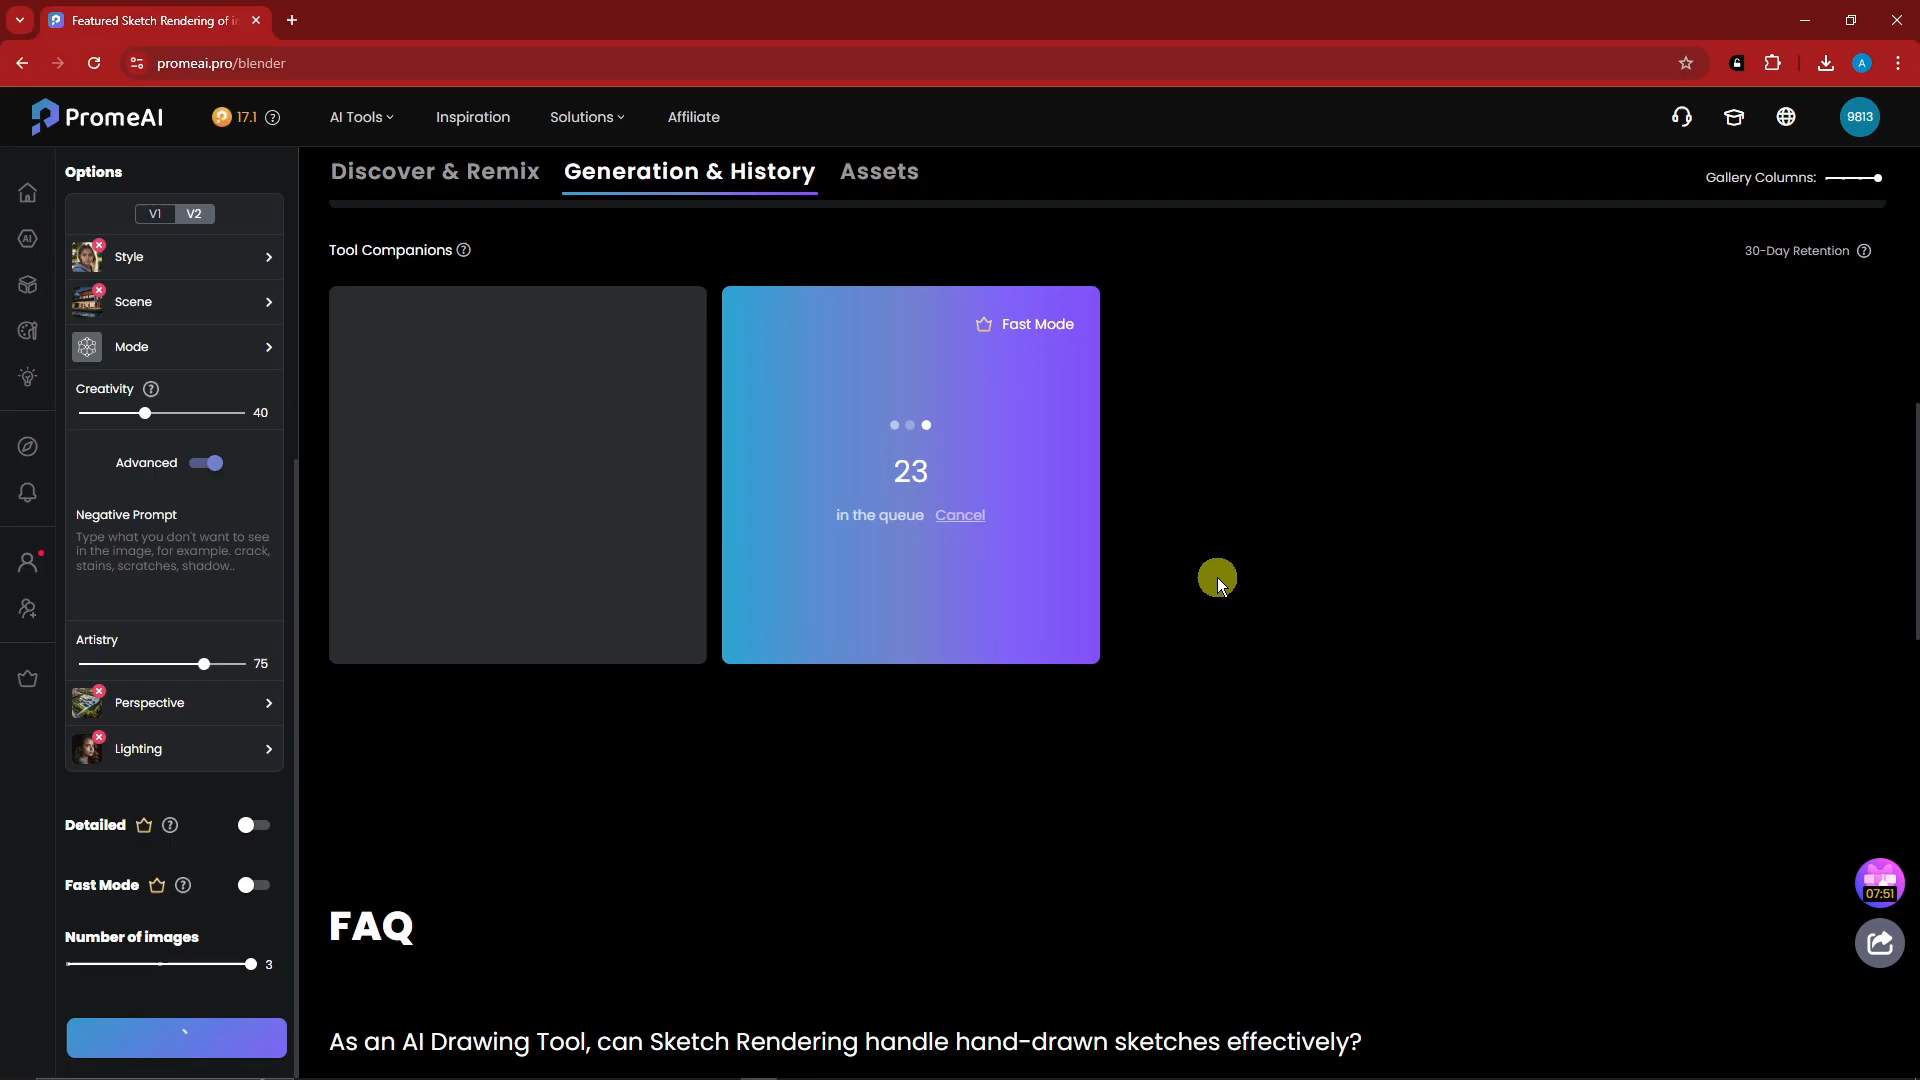 Featured Sketch Rendering of in
promeai.pro/blender
A
PromeAI
17.1
AI Tools
Inspiration
Solutions
Affiliate
9813
Options
Discover & Remix
Generation & History
Assets
Gallery Columns:
V1
V2
Tool Companions
30-Day Retention
Style
Scene
Mode
Fast Mode
Creativity
40
23
in the queue
Cancel
Advanced
Negative Prompt
Type what you don't want to see
in the image, for example. crack,
stains, scratches, shadow..
Artistry
75
Perspective
Lighting
Detailed
Fast Mode
07:51
Number of images
3
FAQ
As an AI Drawing Tool, can Sketch Rendering handle hand-drawn sketches effectively?